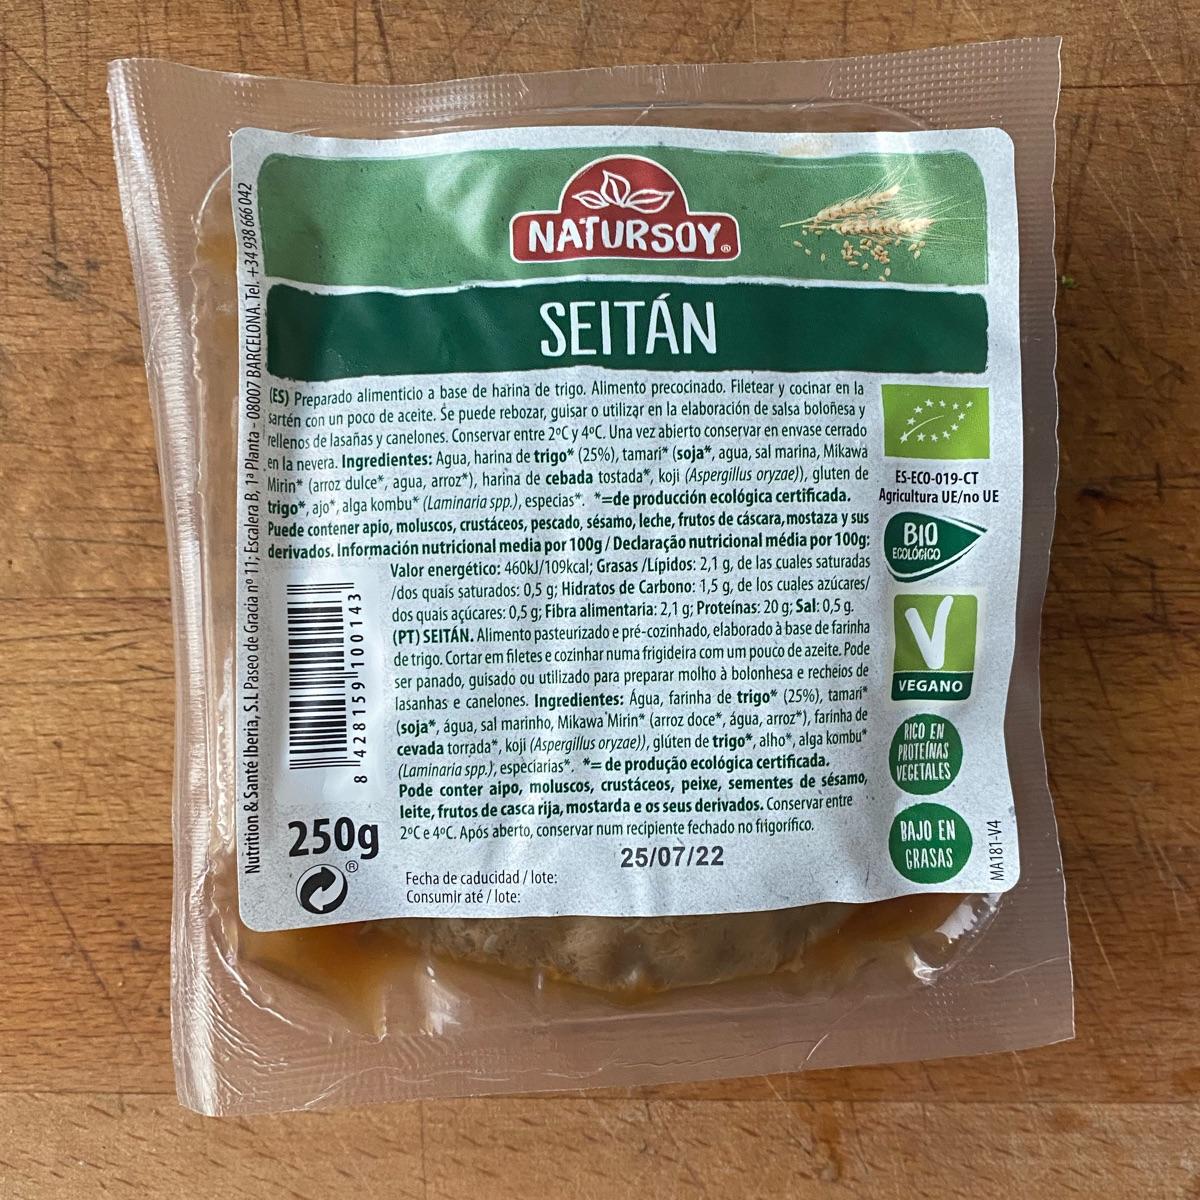 NATURSOY®
SEITÁN
(ES) Preparado alimenticio a base de harina de trigo. Alimento precocinado. Filetear y cocinar en la
sartén con un poco de aceite. Se puede rebozar, guisar o utilizar en la elaboración de salsa boloñesa y
rellenos de lasañas y canelones. Conservar entre 2ºC y 4ºC. Una vez abierto conservar en envase cerrado
en la nevera. Ingredientes: Agua, harina de trigo* (25%), tamari* (soja*, agua, sal marina, Mikawa
Mirin* (arroz dulce*, agua, arroz*), harina de cebada tostada*, koji (Aspergillus oryzae)), gluten de
trigo*, ajo*, alga kombu* (Laminaria spp.), especias*. *=de producción ecológica certificada.
Puede contener apio, moluscos, crustáceos, pescado, sésamo, leche, frutos de cáscara, mostaza y sus
derivados. Información nutricional media por 100g / Declaração nutricional média por 100g:
Valor energético: 460kJ/109kcal; Grasas /Lípidos: 2,1 g, de las cuales saturadas
/dos quais saturados: 0,5 g; Hidratos de Carbono: 1,5 g, de los cuales azúcares/
dos quais açúcares: 0,5 g; Fibra alimentaria: 2,1 g; Proteínas: 20 g; Sal: 0,5 g.
(PT) SEITÁN. Alimento pasteurizado e pré-cozinhado, elaborado à base de farinha
de trigo. Cortar em filetes e cozinhar numa frigideira com um pouco de azeite. Pode
ser panado, guisado ou utilizado para preparar molho à bolonhesa e recheios de
lasanhas e canelones. Ingredientes: Água, farinha de trigo* (25%), tamari*
(soja*, água, sal marinho, Mikawa Mirin* (arroz doce*, água, arroz*), farinha de
cevada torrada*, koji (Aspergillus oryzae)), glúten de trigo*, alho*, alga kombu*
(Laminaria spp.), especiarias*. *= de produção ecológica certificada.
Pode conter aipo, moluscos, crustáceos, peixe, sementes de sésamo,
leite, frutos de casca rija, mostarda e os seus derivados. Conservar entre
2ºC e 4ºC. Após aberto, conservar num recipiente fechado no frigorífico.
25/07/22
Fecha de caducidad / lote:
Consumir até / lote:
8 428159 100143
250g
®
Nutrition & Santé Iberia, S.L Paseo de Gracia nº 11; Escalera B, 1ª Planta - 08007 BARCELONA. Tel. +34 938 666 042
ES-ECO-019-CT
Agricultura UE/no UE
BIO
ECOLÓGICO
V
VEGANO
RICO EN
PROTEÍNAS
VEGETALES
BAJO EN
GRASAS
MA181-V4